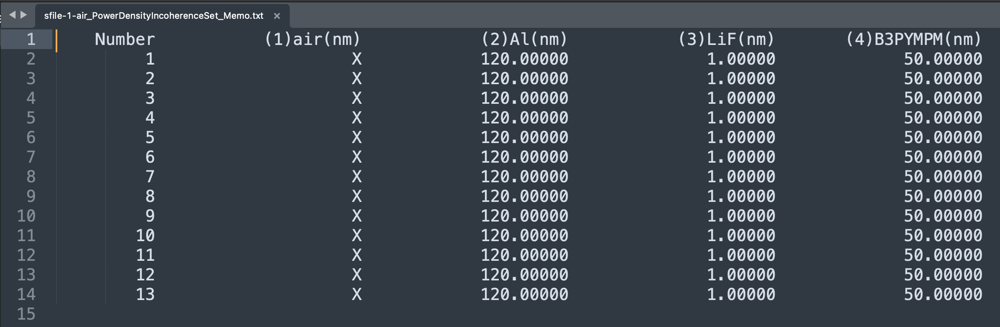 sfile-1-air_PowerDensityIncoherenceSet_Memo.txt ×
1 Number (1)air(nm) (2)Al(nm) (3)LiF(nm) (4)B3PYMPM(nm)
2 1 X 120.00000 1.00000 50.00000
3 2 X 120.00000 1.00000 50.00000
4 3 X 120.00000 1.00000 50.00000
5 4 X 120.00000 1.00000 50.00000
6 5 X 120.00000 1.00000 50.00000
7 6 X 120.00000 1.00000 50.00000
8 7 X 120.00000 1.00000 50.00000
9 8 X 120.00000 1.00000 50.00000
10 9 X 120.00000 1.00000 50.00000
11 10 X 120.00000 1.00000 50.00000
12 11 X 120.00000 1.00000 50.00000
13 12 X 120.00000 1.00000 50.00000
14 13 X 120.00000 1.00000 50.00000
15